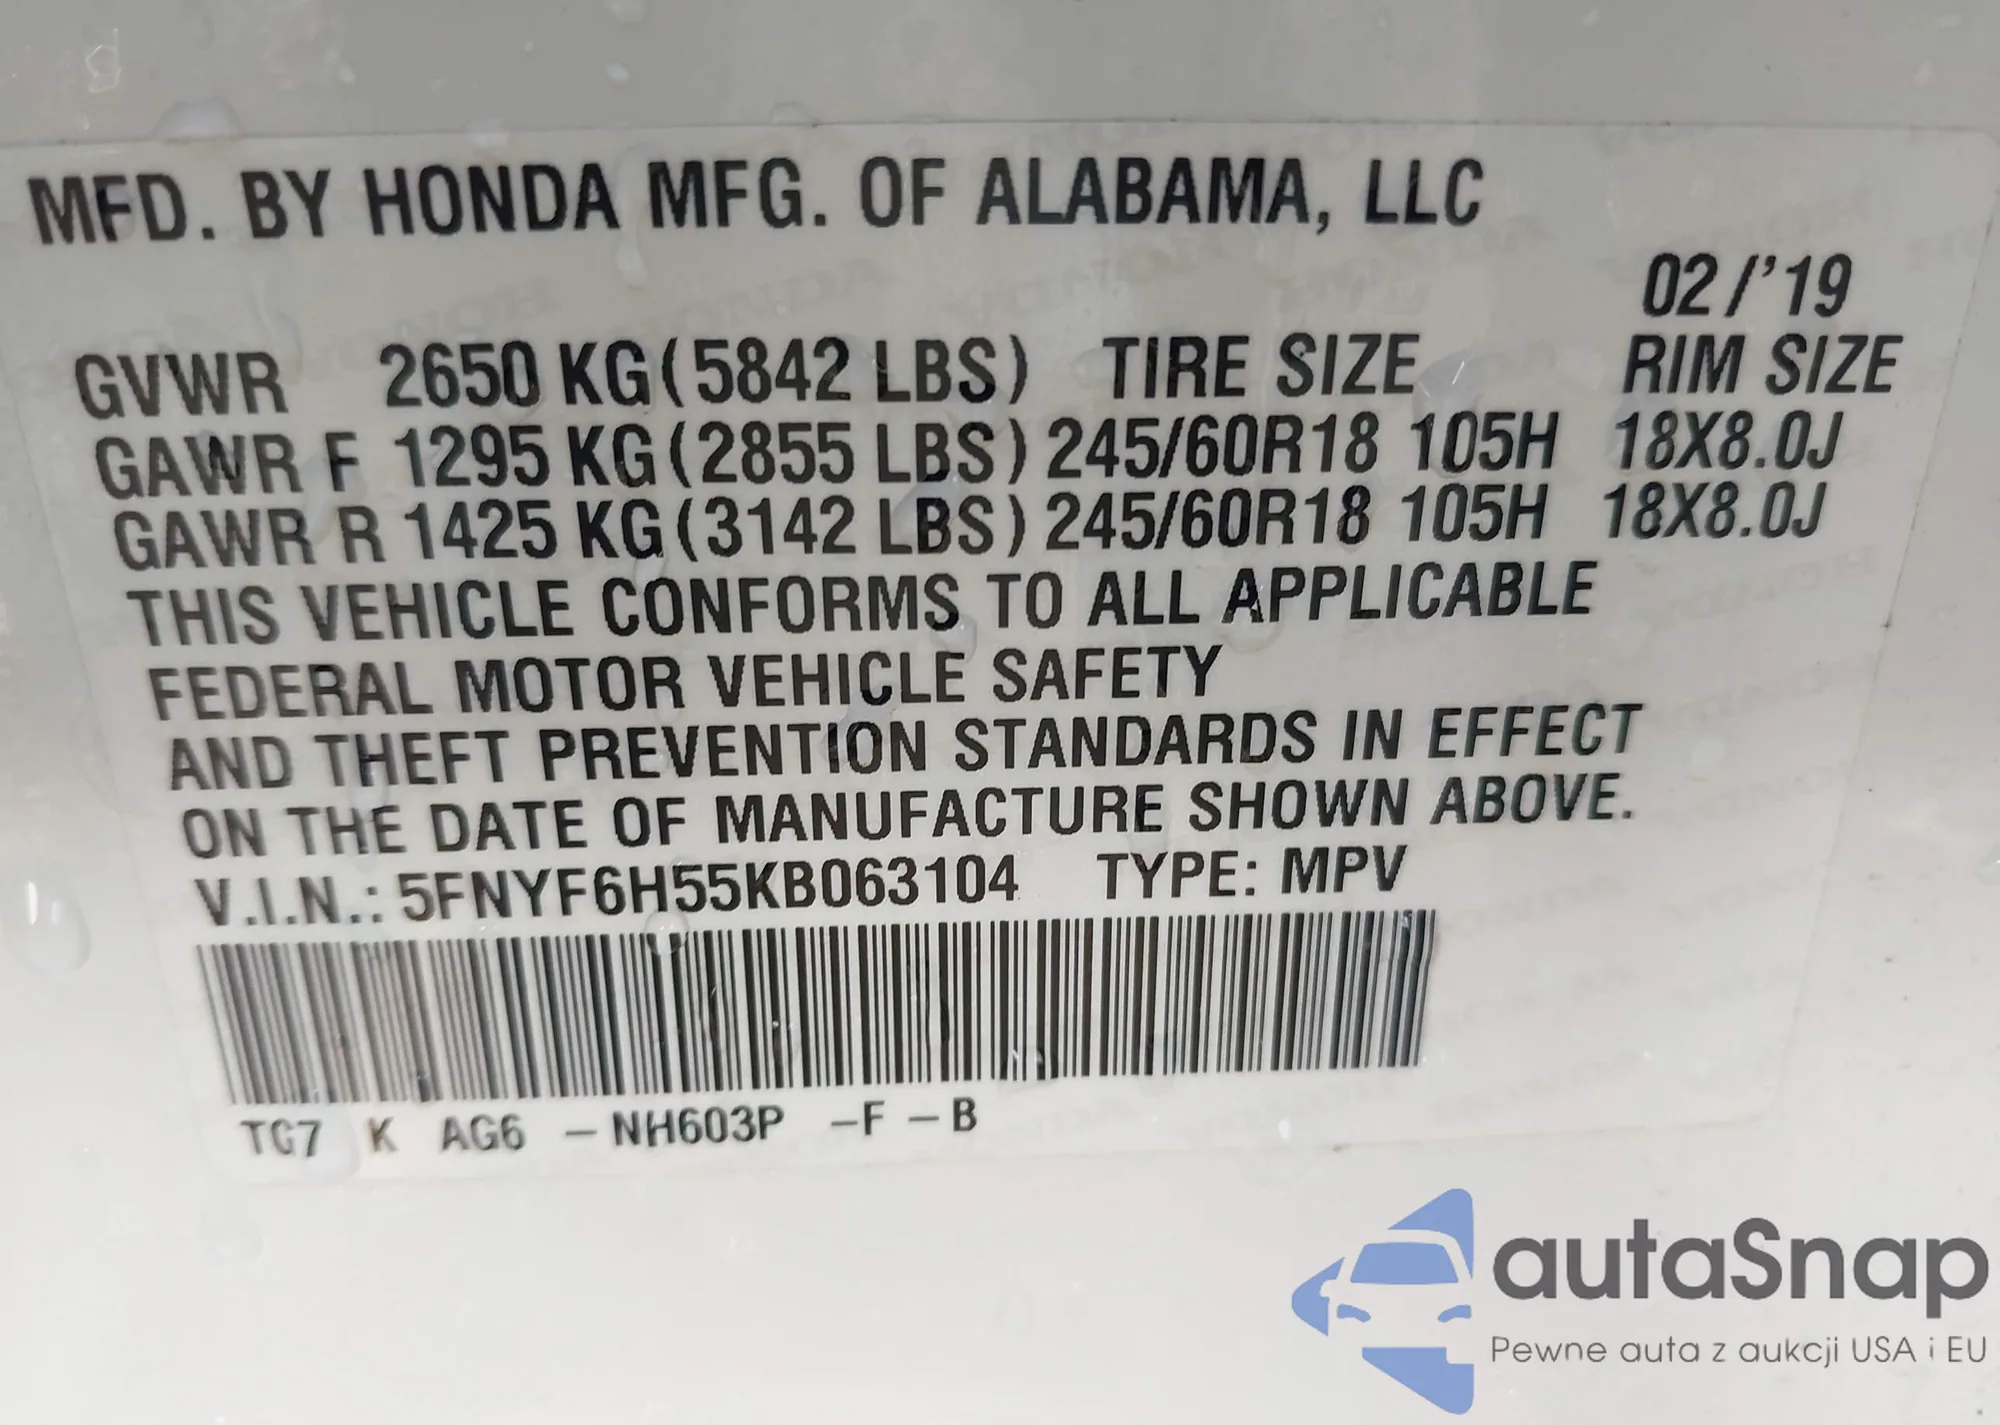 MFD. BY HONDA MFG. OF ALABAMA, LLC
02/'19
GVWR 2650 KG(5842 LBS) TIRE SIZE RIM SIZE
GAWR F 1295 KG(2855 LBS) 245/60R18 105H 18X8.0J
GAWR R 1425 KG(3142 LBS) 245/60R18 105H 18X8.0J
THIS VEHICLE CONFORMS TO ALL APPLICABLE
FEDERAL MOTOR VEHICLE SAFETY
AND THEFT PREVENTION STANDARDS IN EFFECT
ON THE DATE OF MANUFACTURE SHOWN ABOVE.
V.I.N.: 5FNYF6H55KB063104 TYPE: MPV
TG7 K AG6 –NH603P –F –B
autaSnap
Pewne auta z aukcji USA i EU